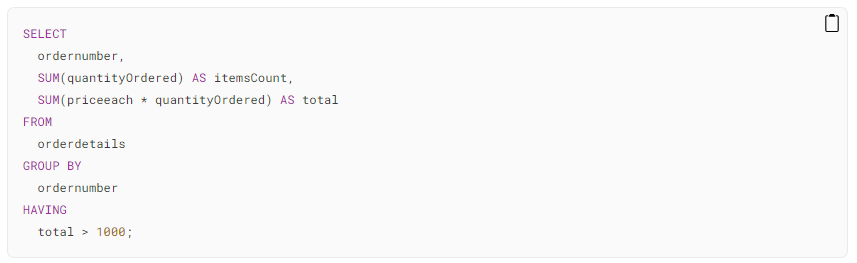 SELECT
  ordernumber,
  SUM(quantityOrdered) AS itemsCount,
  SUM(priceeach * quantityOrdered) AS total
FROM
  orderdetails
GROUP BY
  ordernumber
HAVING
  total > 1000;